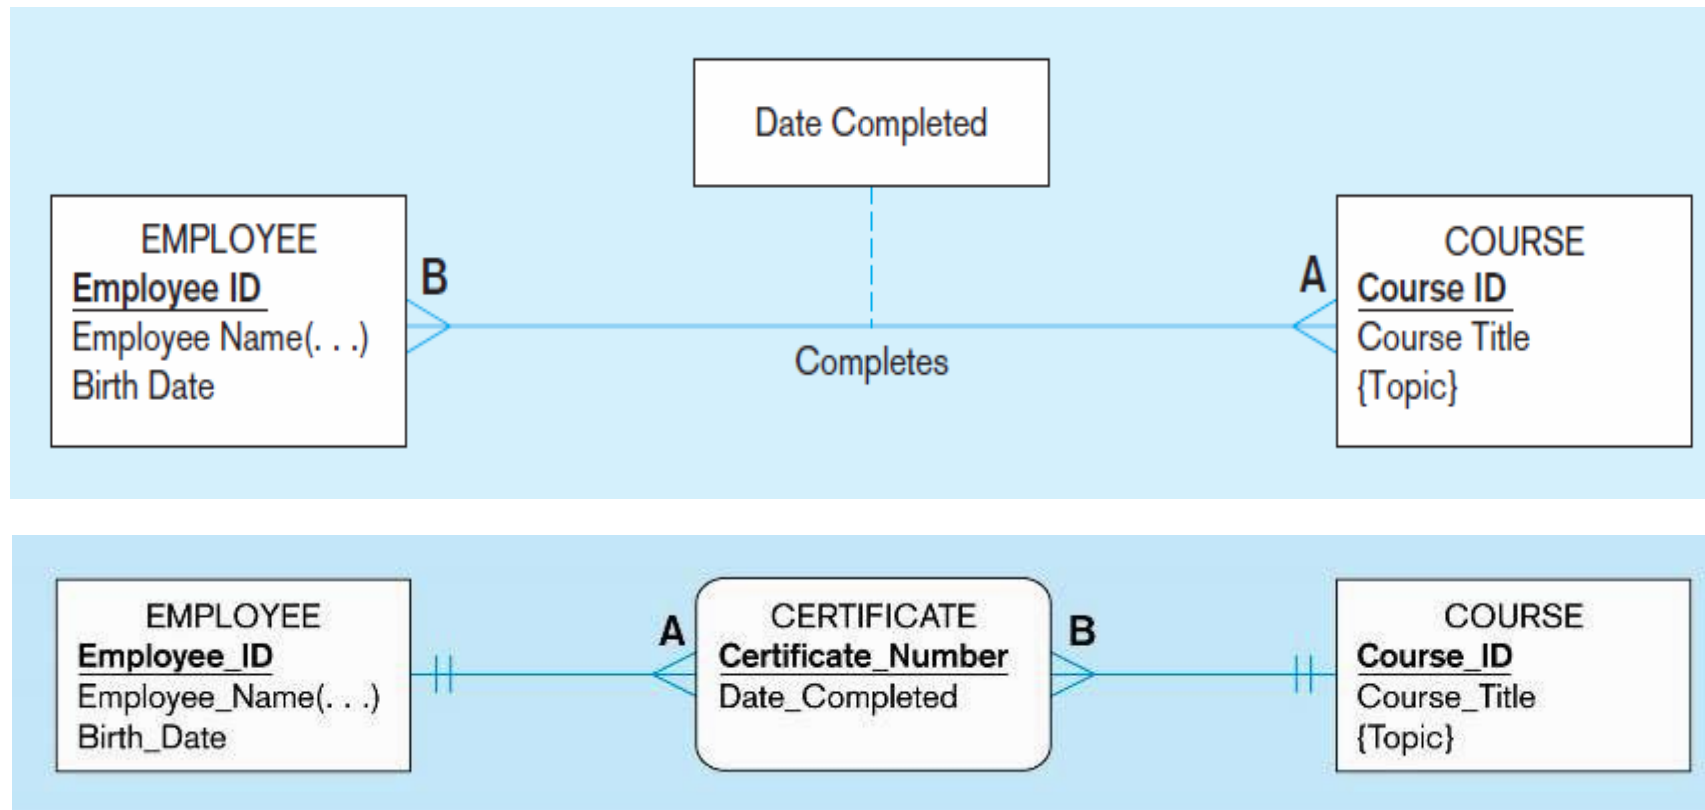 Date Completed
EMPLOYEE
Employee ID
Employee Name(. . .)
Birth Date
B
Completes
A
COURSE
Course ID
Course Title
{Topic}
EMPLOYEE
Employee_ID
Employee_Name(. . .)
Birth_Date
A
CERTIFICATE
Certificate_Number
Date_Completed
B
COURSE
Course_ID
Course_Title
{Topic}